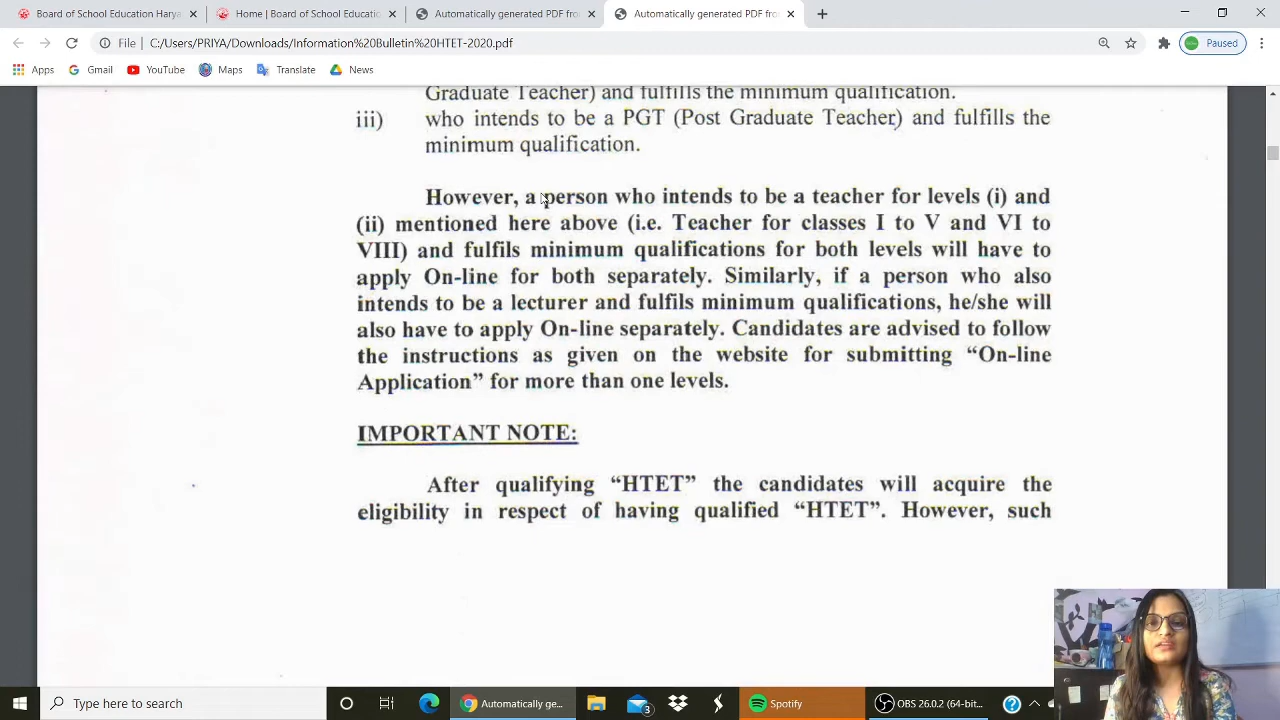 Board of School Education Harya
Home | Board of School Educatio
Automatically generated PDF fro
Automatically generated PDF fro
File | C:/Users/PRIYA/Downloads/Information%20Bulletin%20HTET-2020.pdf
Paused
Apps Gmail YouTube Maps Translate News
Graduate Teacher) and fulfills the minimum qualification.
iii) who intends to be a PGT (Post Graduate Teacher) and fulfills the
minimum qualification.
However, a person who intends to be a teacher for levels (i) and
(ii) mentioned here above (i.e. Teacher for classes I to V and VI to
VIII) and fulfils minimum qualifications for both levels will have to
apply On-line for both separately. Similarly, if a person who also
intends to be a lecturer and fulfils minimum qualifications, he/she will
also have to apply On-line separately. Candidates are advised to follow
the instructions as given on the website for submitting “On-line
Application” for more than one levels.
IMPORTANT NOTE:
After qualifying “HTET” the candidates will acquire the
eligibility in respect of having qualified “HTET”. However, such
Type here to search
Automatically ge...
3
Spotify
OBS 26.0.2 (64-bit...